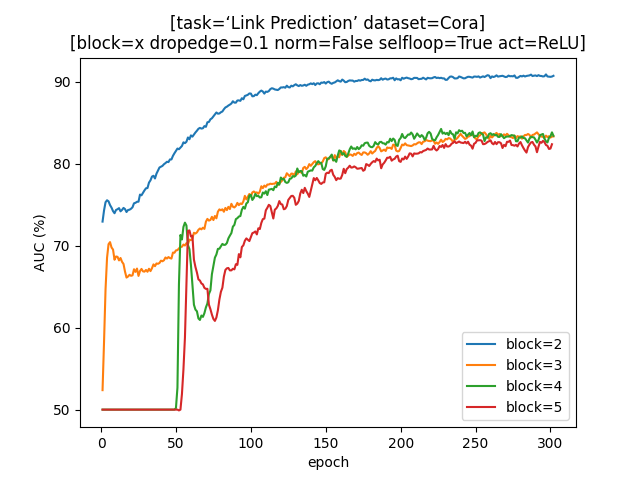 [task=‘Link Prediction’ dataset=Cora]
[block=x dropedge=0.1 norm=False selfloop=True act=ReLU]
AUC (%)
90
80
70
60
50
0 50 100 150 200 250 300
epoch
block=2
block=3
block=4
block=5